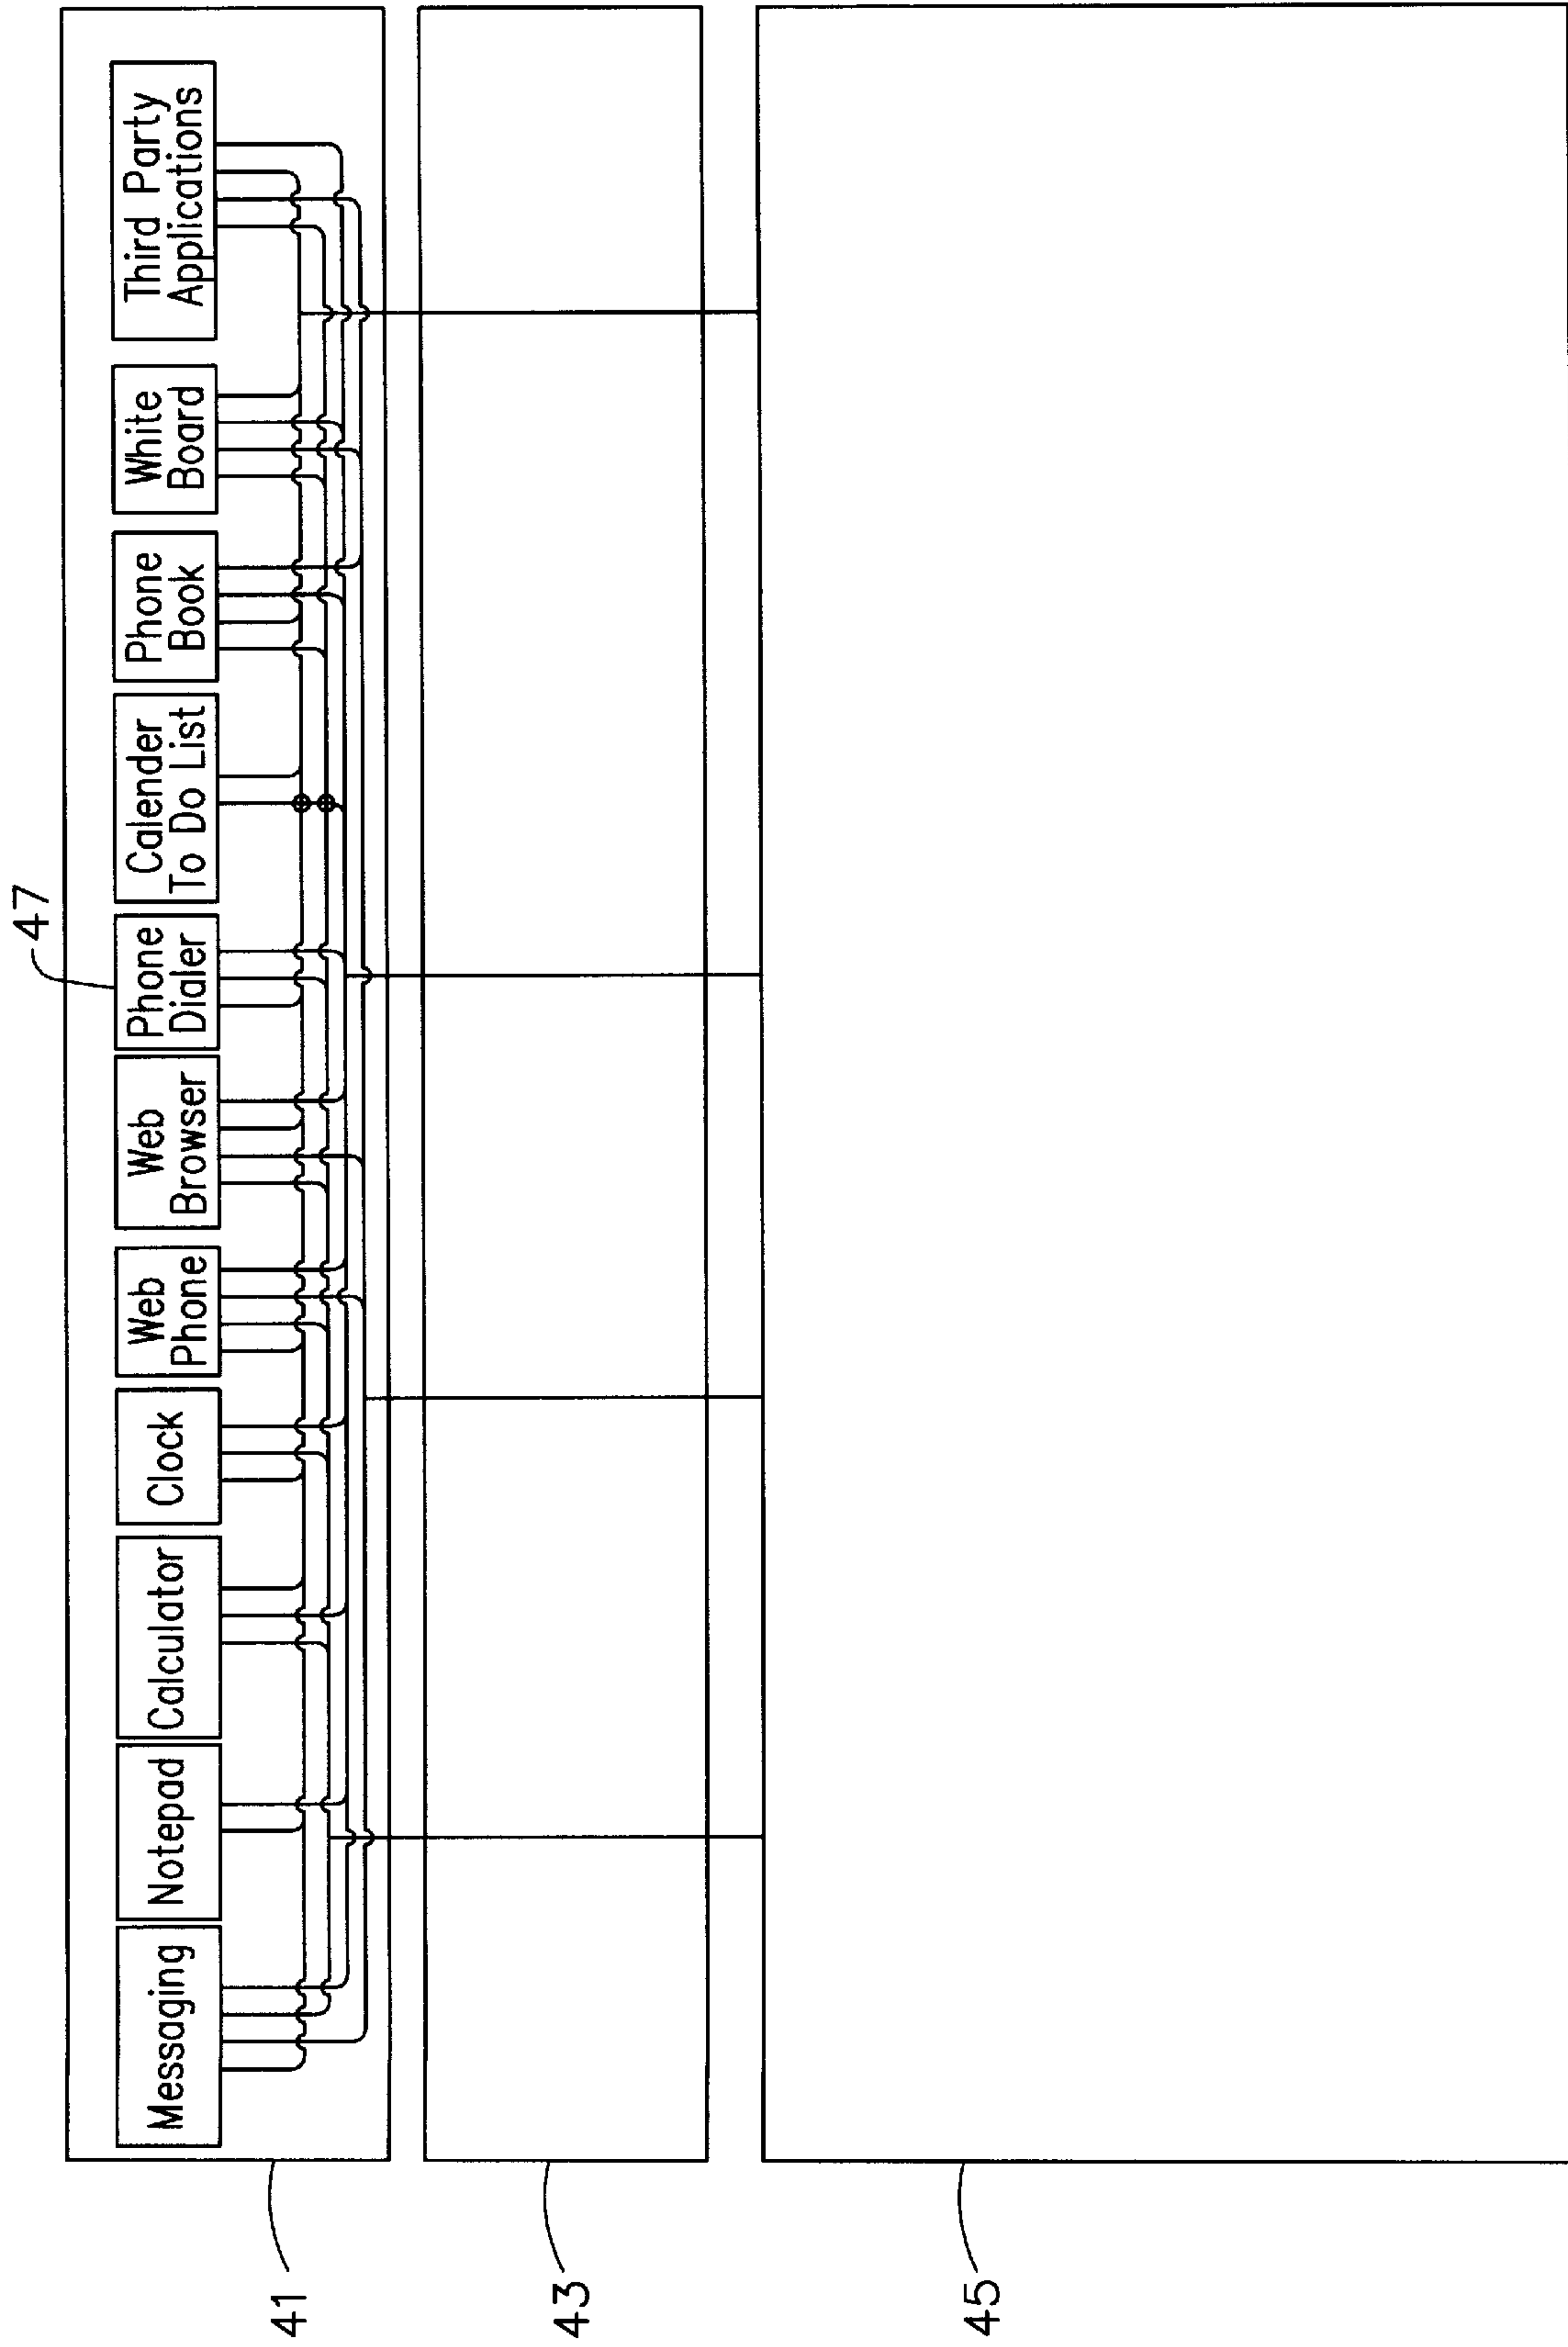 47
Messaging
Notepad
Calculator
Clock
Web
Phone
Web
Browser
Phone
Dialer
Calender
To Do List
Phone
Book
White
Board
Third Party
Applications
41
43
45